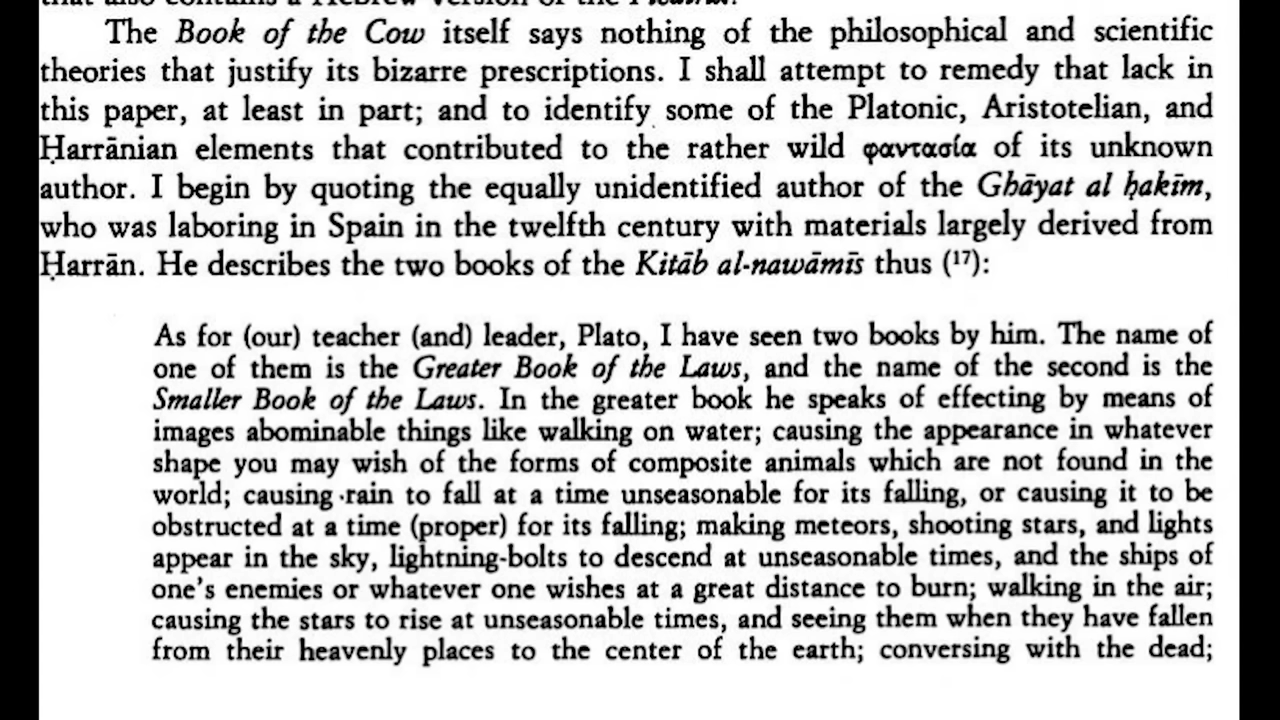 that also contains a Hebrew version of the Picatrix.
The Book of the Cow itself says nothing of the philosophical and scientific
theories that justify its bizarre prescriptions. I shall attempt to remedy that lack in
this paper, at least in part; and to identify some of the Platonic, Aristotelian, and
Ḥarrānian elements that contributed to the rather wild φαντασία of its unknown
author. I begin by quoting the equally unidentified author of the Ghāyat al ḥakīm,
who was laboring in Spain in the twelfth century with materials largely derived from
Ḥarrān. He describes the two books of the Kitāb al-nawāmīs thus (¹⁷):
As for (our) teacher (and) leader, Plato, I have seen two books by him. The name of
one of them is the Greater Book of the Laws, and the name of the second is the
Smaller Book of the Laws. In the greater book he speaks of effecting by means of
images abominable things like walking on water; causing the appearance in whatever
shape you may wish of the forms of composite animals which are not found in the
world; causing rain to fall at a time unseasonable for its falling, or causing it to be
obstructed at a time (proper) for its falling; making meteors, shooting stars, and lights
appear in the sky, lightning-bolts to descend at unseasonable times, and the ships of
one's enemies or whatever one wishes at a great distance to burn; walking in the air;
causing the stars to rise at unseasonable times, and seeing them when they have fallen
from their heavenly places to the center of the earth; conversing with the dead;